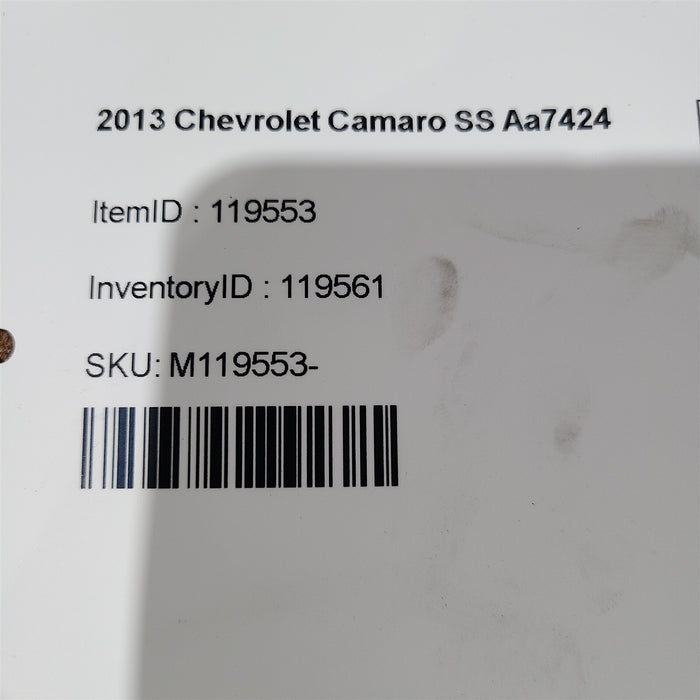 2013 Chevrolet Camaro SS Aa7424
ItemID : 119553
InventoryID : 119561
SKU: M119553-